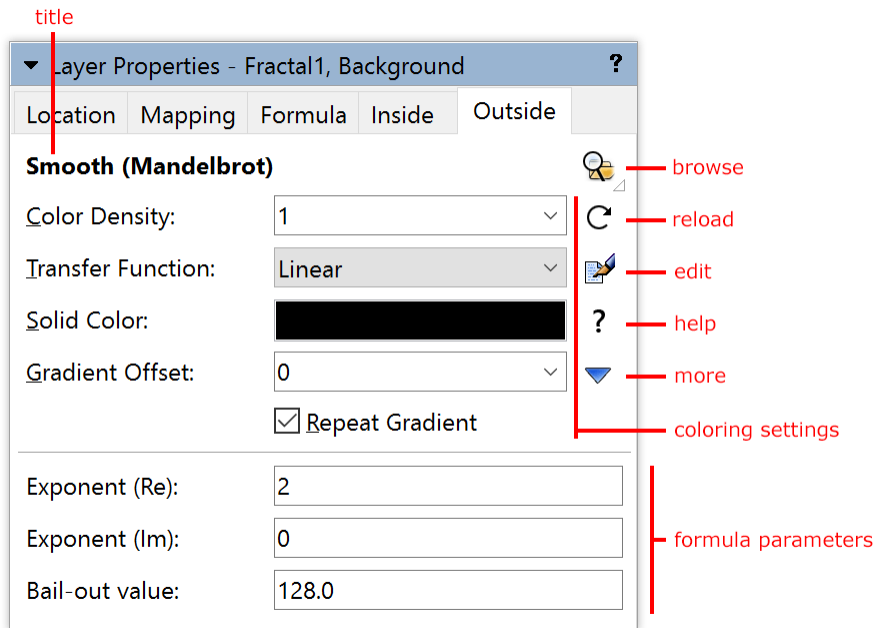 title
Layer Properties - Fractal1, Background ?
Location Mapping Formula Inside Outside
Smooth (Mandelbrot) browse
Color Density: 1 reload
Transfer Function: Linear edit
Solid Color: ? help
Gradient Offset: 0 more
Repeat Gradient
coloring settings
Exponent (Re): 2
Exponent (Im): 0
formula parameters
Bail-out value: 128.0